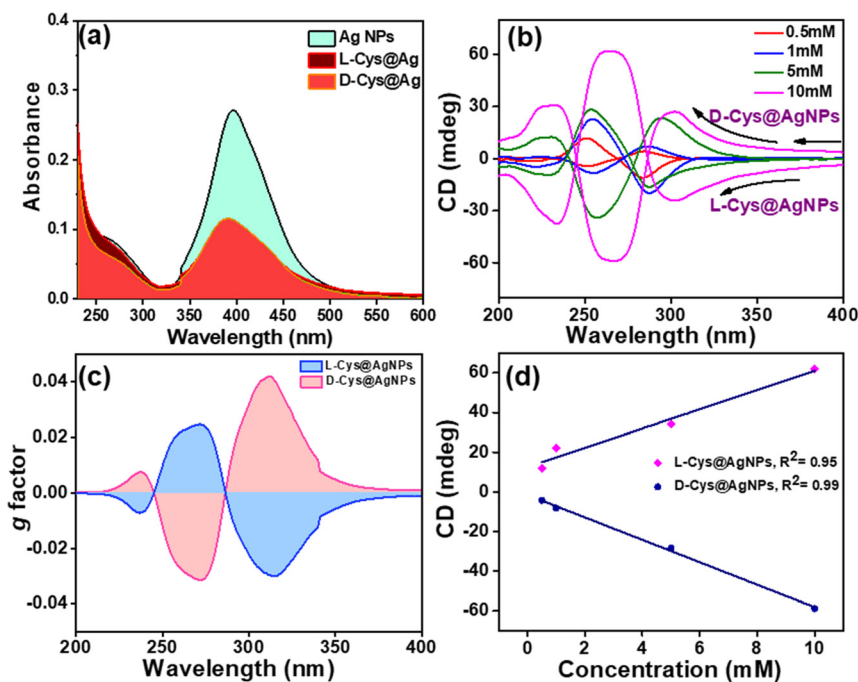 (a)
Ag NPs
L-Cys@Ag
D-Cys@Ag
Absorbance
0.4
0.3
0.2
0.1
0.0
250 300 350 400 450 500 550 600
Wavelength (nm)
(b)
0.5mM
1mM
5mM
10mM
D-Cys@AgNPs
L-Cys@AgNPs
CD (mdeg)
60
30
0
-30
-60
200 250 300 350 400
Wavelength (nm)
(c)
L-Cys@AgNPs
D-Cys@AgNPs
g factor
0.04
0.02
0.00
-0.02
-0.04
200 250 300 350 400
Wavelength (nm)
(d)
L-Cys@AgNPs, R²= 0.95
D-Cys@AgNPs, R²= 0.99
CD (mdeg)
60
40
20
0
-20
-40
-60
0 2 4 6 8 10
Concentration (mM)